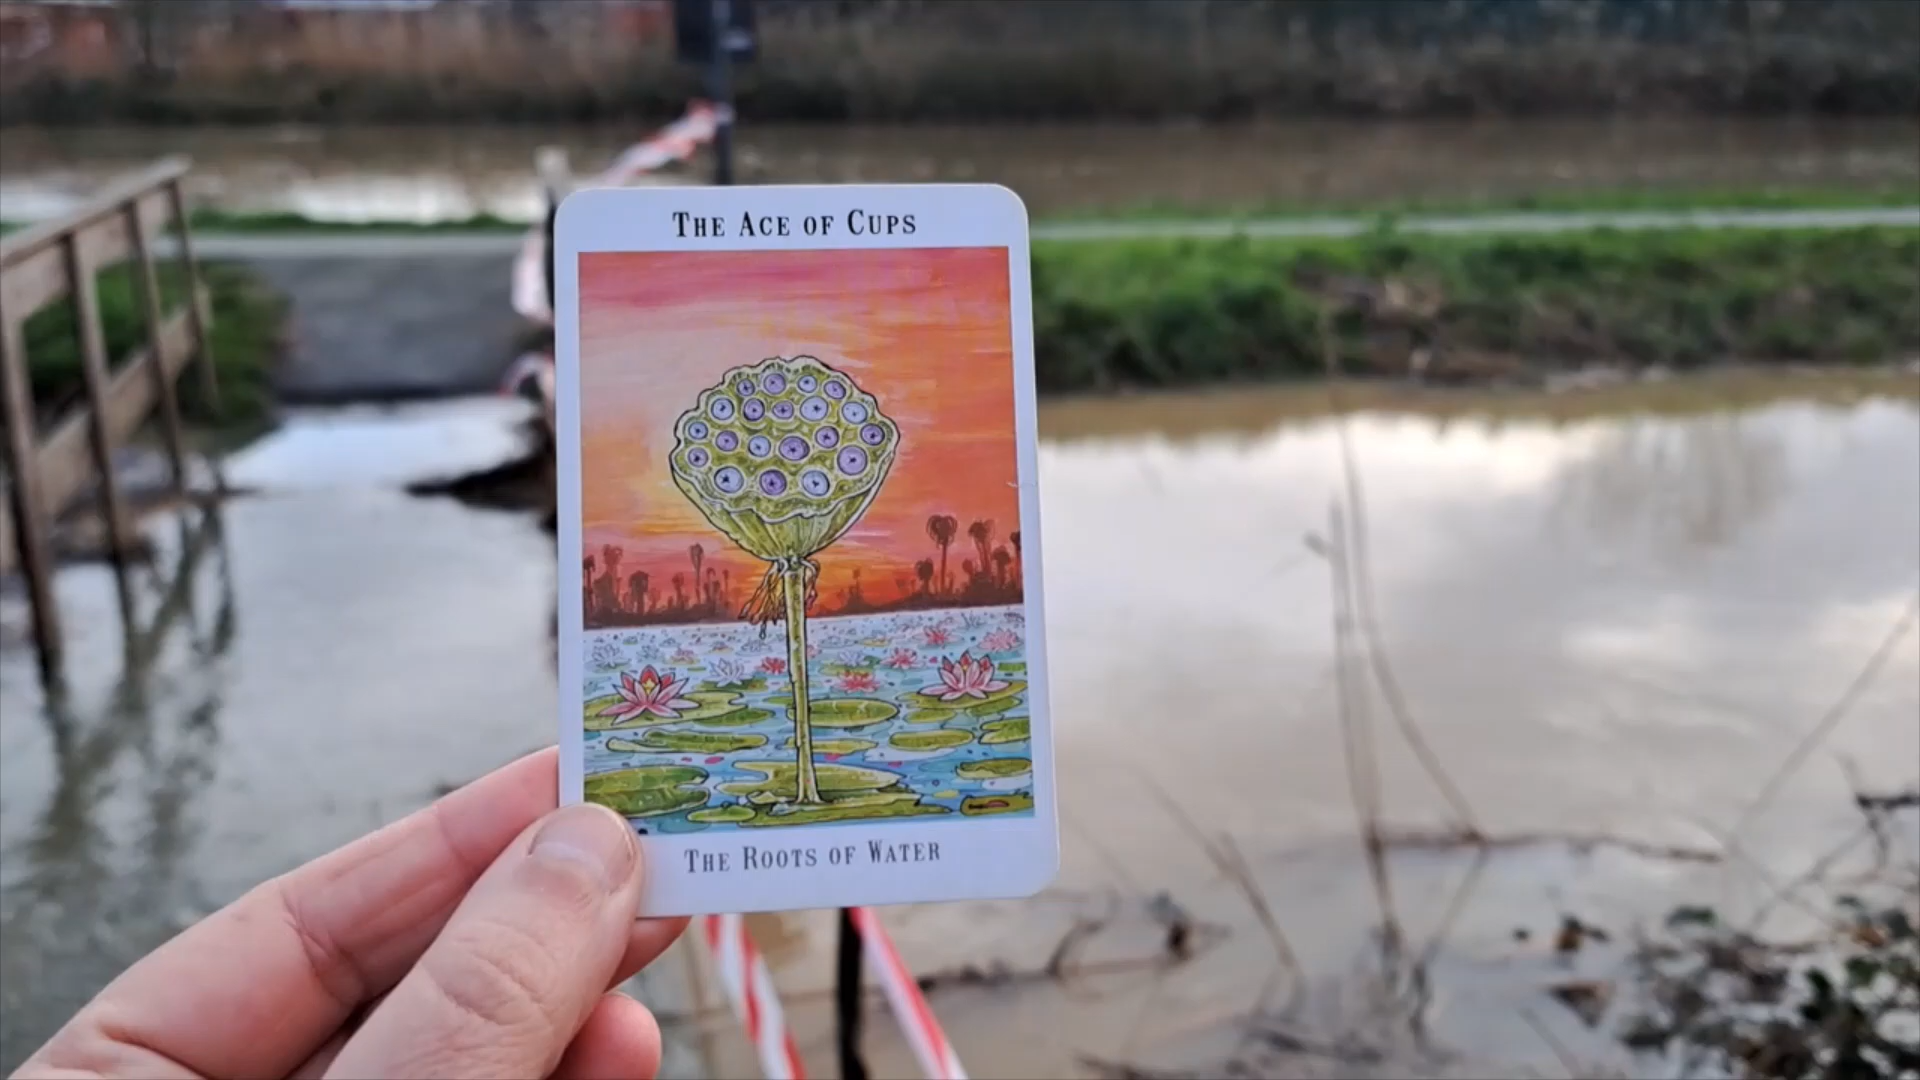 The Ace of Cups
The Roots of Water